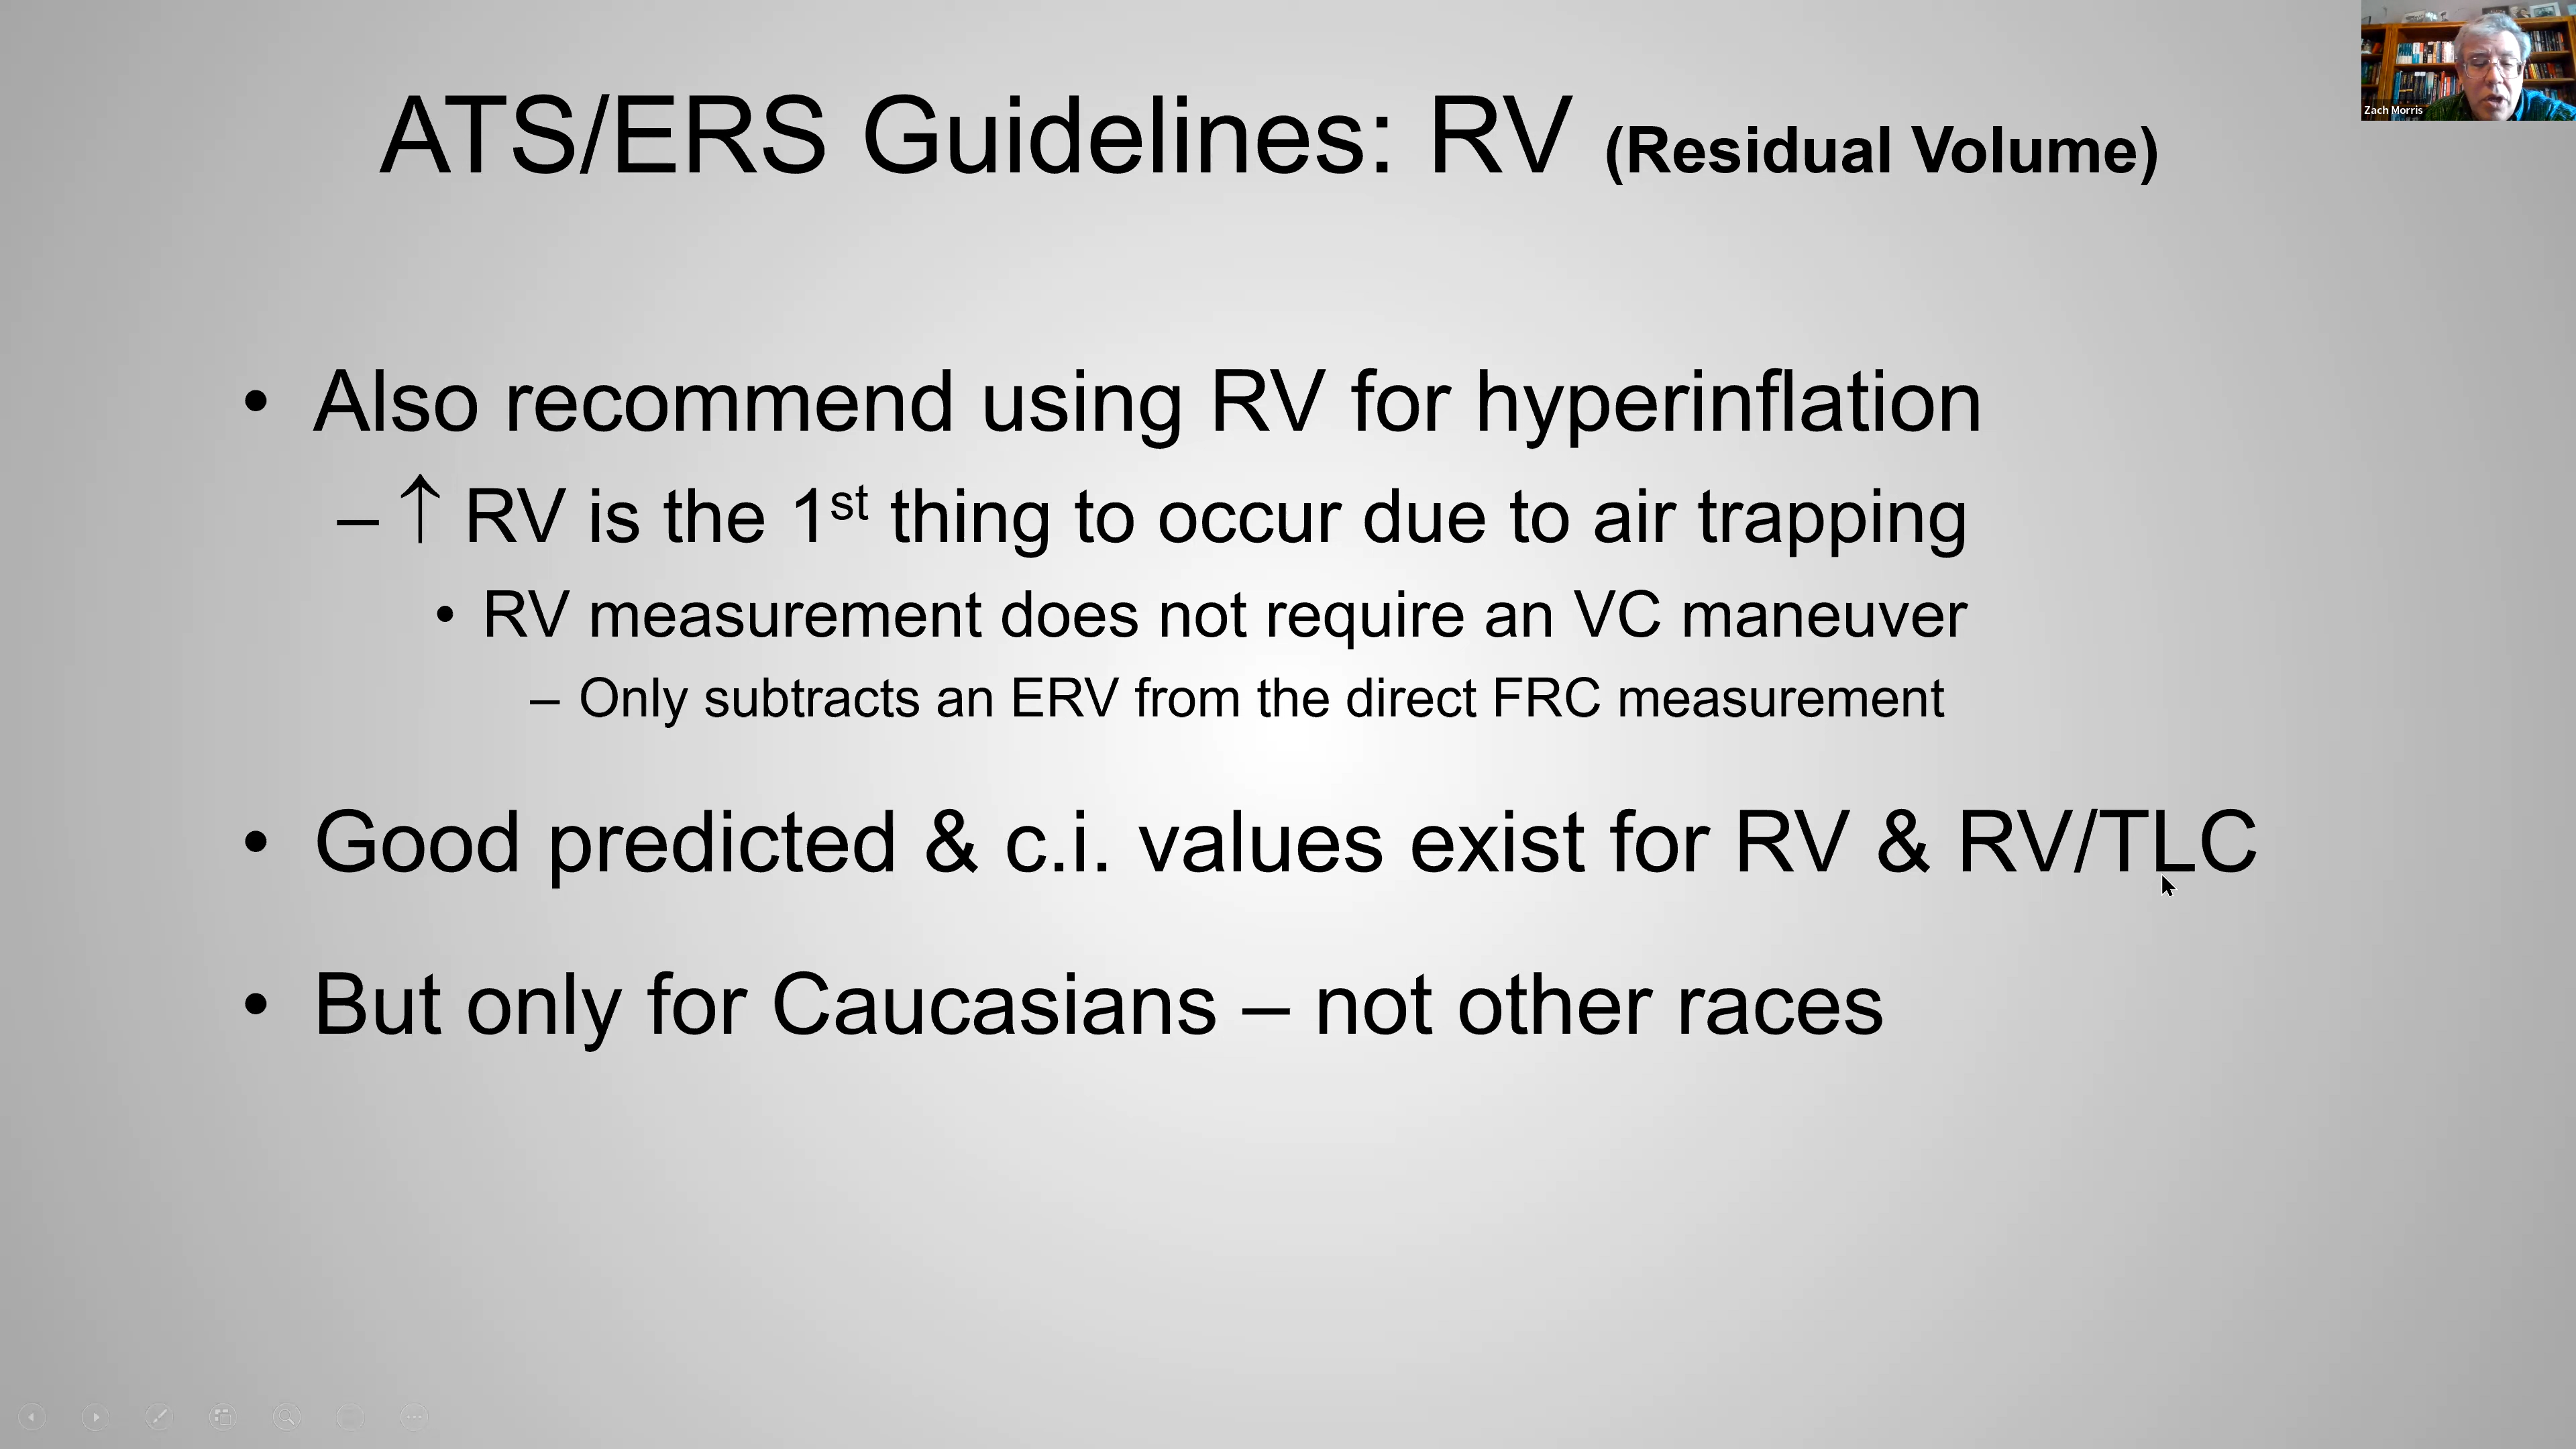 ATS/ERS Guidelines: RV (Residual Volume)
Zach Morris
• Also recommend using RV for hyperinflation
– ↑ RV is the 1st thing to occur due to air trapping
• RV measurement does not require an VC maneuver
– Only subtracts an ERV from the direct FRC measurement
• Good predicted & c.i. values exist for RV & RV/TLC
• But only for Caucasians – not other races